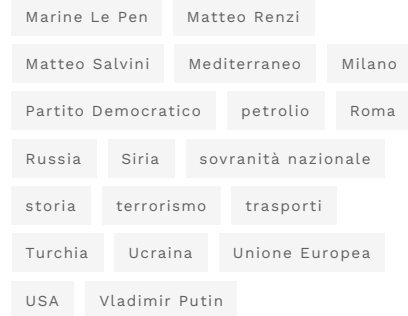 Marine Le Pen Matteo Renzi
Matteo Salvini Mediterraneo Milano
Partito Democratico petrolio Roma
Russia Siria sovranità nazionale
storia terrorismo trasporti
Turchia Ucraina Unione Europea
USA Vladimir Putin